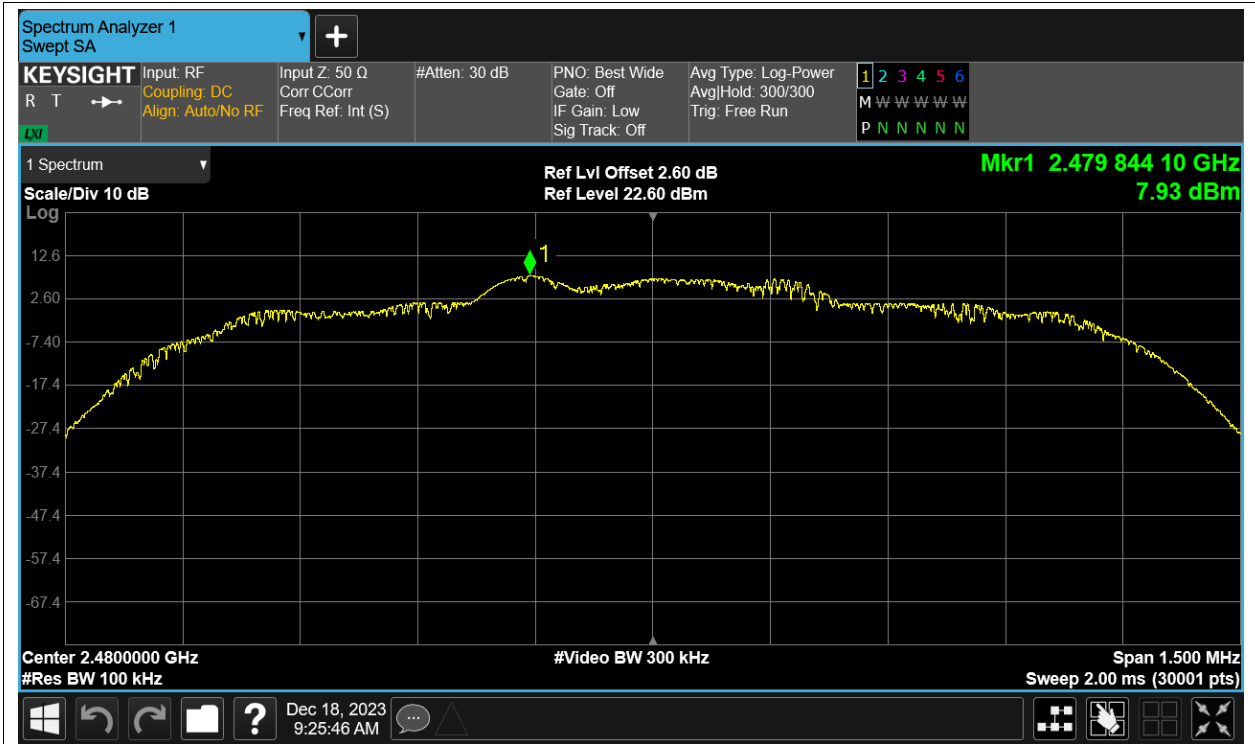 Spectrum Analyzer 1
Swept SA
KEYSIGHT
R T
LXI
Input: RF
Coupling: DC
Align: Auto/No RF
Input Z: 50 Ω
Corr CCorr
Freq Ref: Int (S)
#Atten: 30 dB
PNO: Best Wide
Gate: Off
IF Gain: Low
Sig Track: Off
Avg Type: Log-Power
Avg|Hold: 300/300
Trig: Free Run
1 2 3 4 5 6
M W W W W W
P N N N N N
1 Spectrum
Scale/Div 10 dB
Log
Ref Lvl Offset 2.60 dB
Ref Level 22.60 dBm
Mkr1 2.479 844 10 GHz
7.93 dBm
1
12.6
2.60
-7.40
-17.4
-27.4
-37.4
-47.4
-57.4
-67.4
Center 2.4800000 GHz
#Video BW 300 kHz
Span 1.500 MHz
#Res BW 100 kHz
Sweep 2.00 ms (30001 pts)
?
Dec 18, 2023
9:25:46 AM